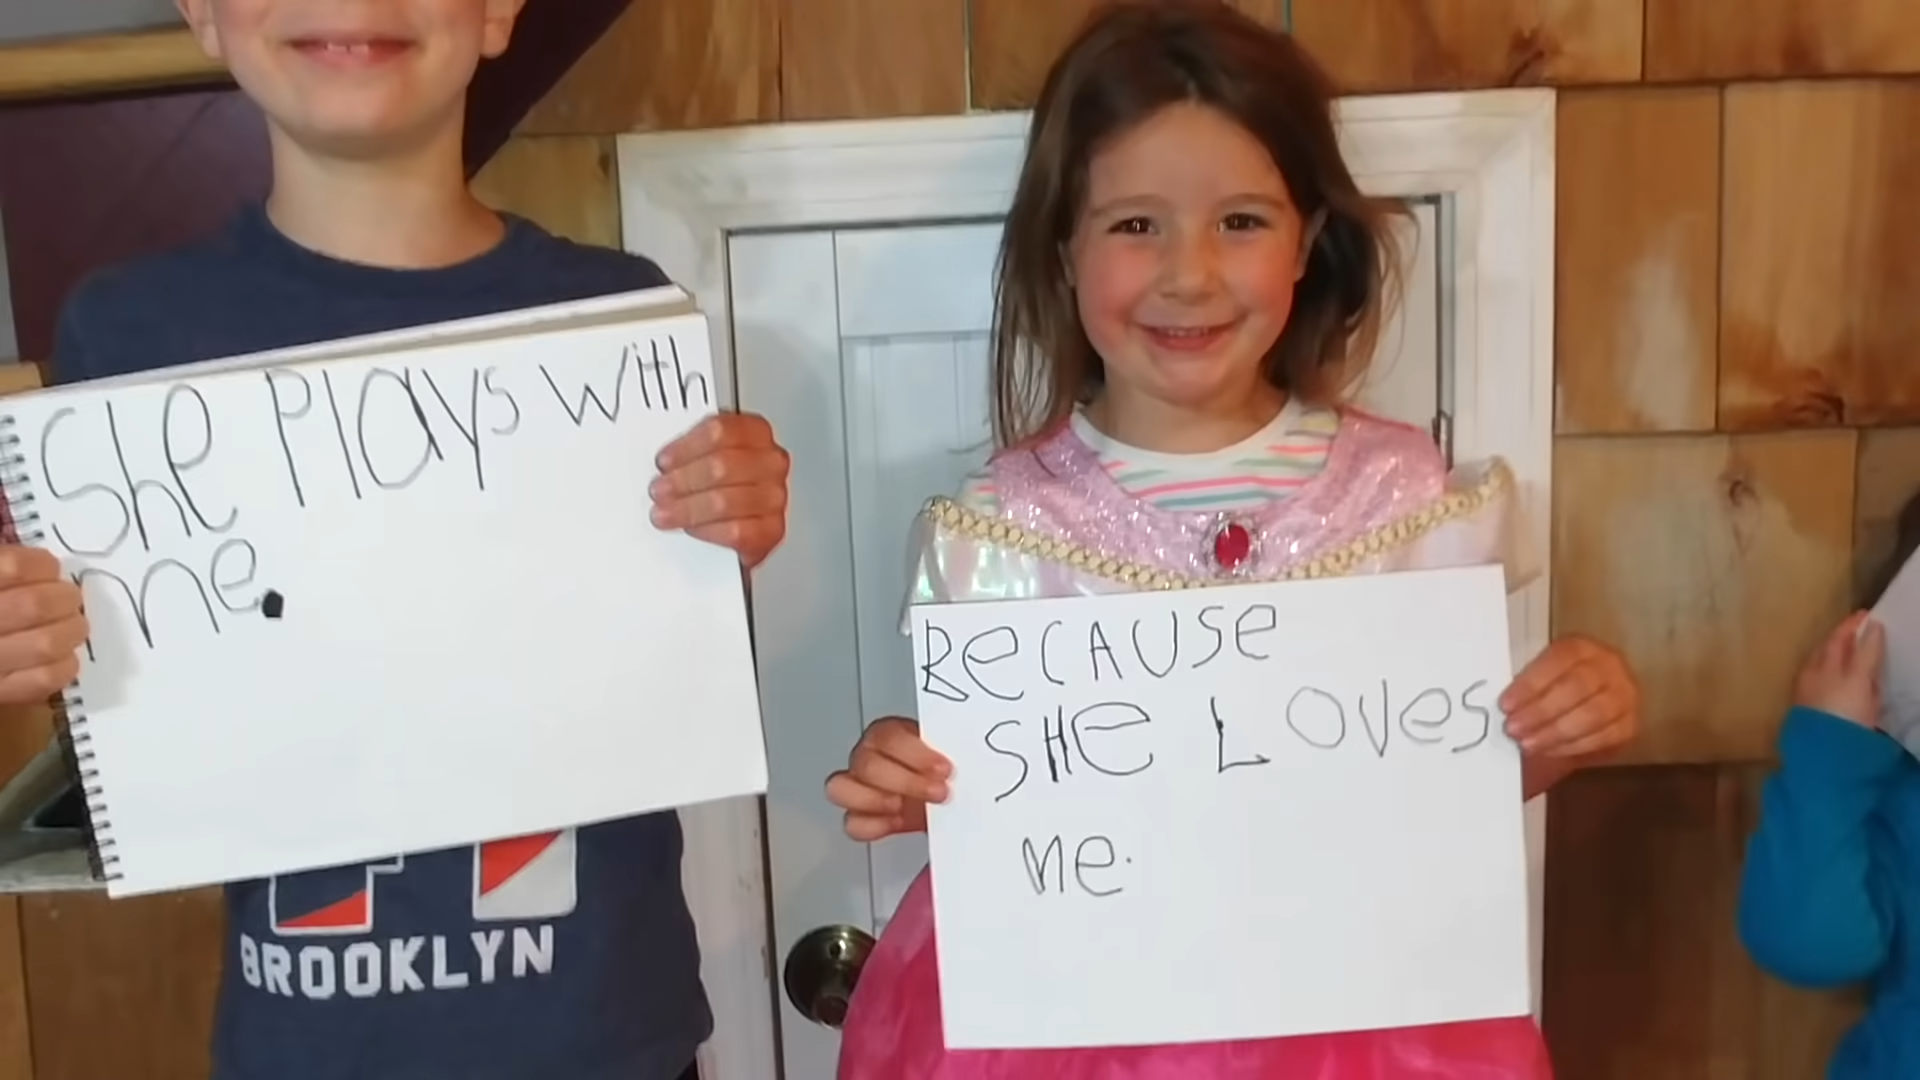 She Plays with
me.
BROOKLYN
BeCAUSe
SHe Loves
me.